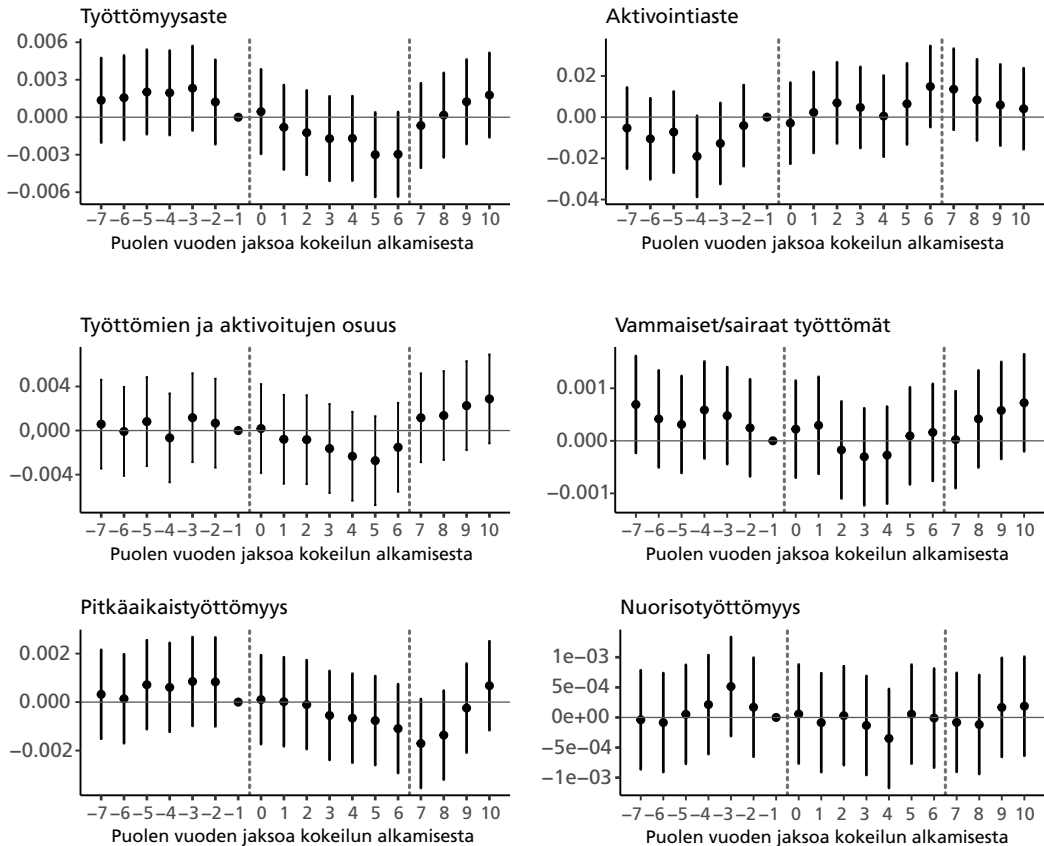 Työttömyysaste
0.006
0.003
0.000
−0.003
−0.006
−7 −6 −5 −4 −3 −2 −1 0 1 2 3 4 5 6 7 8 9 10
Puolen vuoden jaksoa kokeilun alkamisesta
Aktivointiaste
0.02
0.00
−0.02
−0.04
−7 −6 −5 −4 −3 −2 −1 0 1 2 3 4 5 6 7 8 9 10
Puolen vuoden jaksoa kokeilun alkamisesta
Työttömien ja aktivoitujen osuus
0.004
0,000
−0.004
−7 −6 −5 −4 −3 −2 −1 0 1 2 3 4 5 6 7 8 9 10
Puolen vuoden jaksoa kokeilun alkamisesta
Vammaiset/sairaat työttömät
0.001
0.000
−0.001
−7 −6 −5 −4 −3 −2 −1 0 1 2 3 4 5 6 7 8 9 10
Puolen vuoden jaksoa kokeilun alkamisesta
Pitkäaikaistyöttömyys
0.002
0.000
−0.002
−7 −6 −5 −4 −3 −2 −1 0 1 2 3 4 5 6 7 8 9 10
Puolen vuoden jaksoa kokeilun alkamisesta
Nuorisotyöttömyys
1e−03
5e−04
0e+00
−5e−04
−1e−03
−7 −6 −5 −4 −3 −2 −1 0 1 2 3 4 5 6 7 8 9 10
Puolen vuoden jaksoa kokeilun alkamisesta